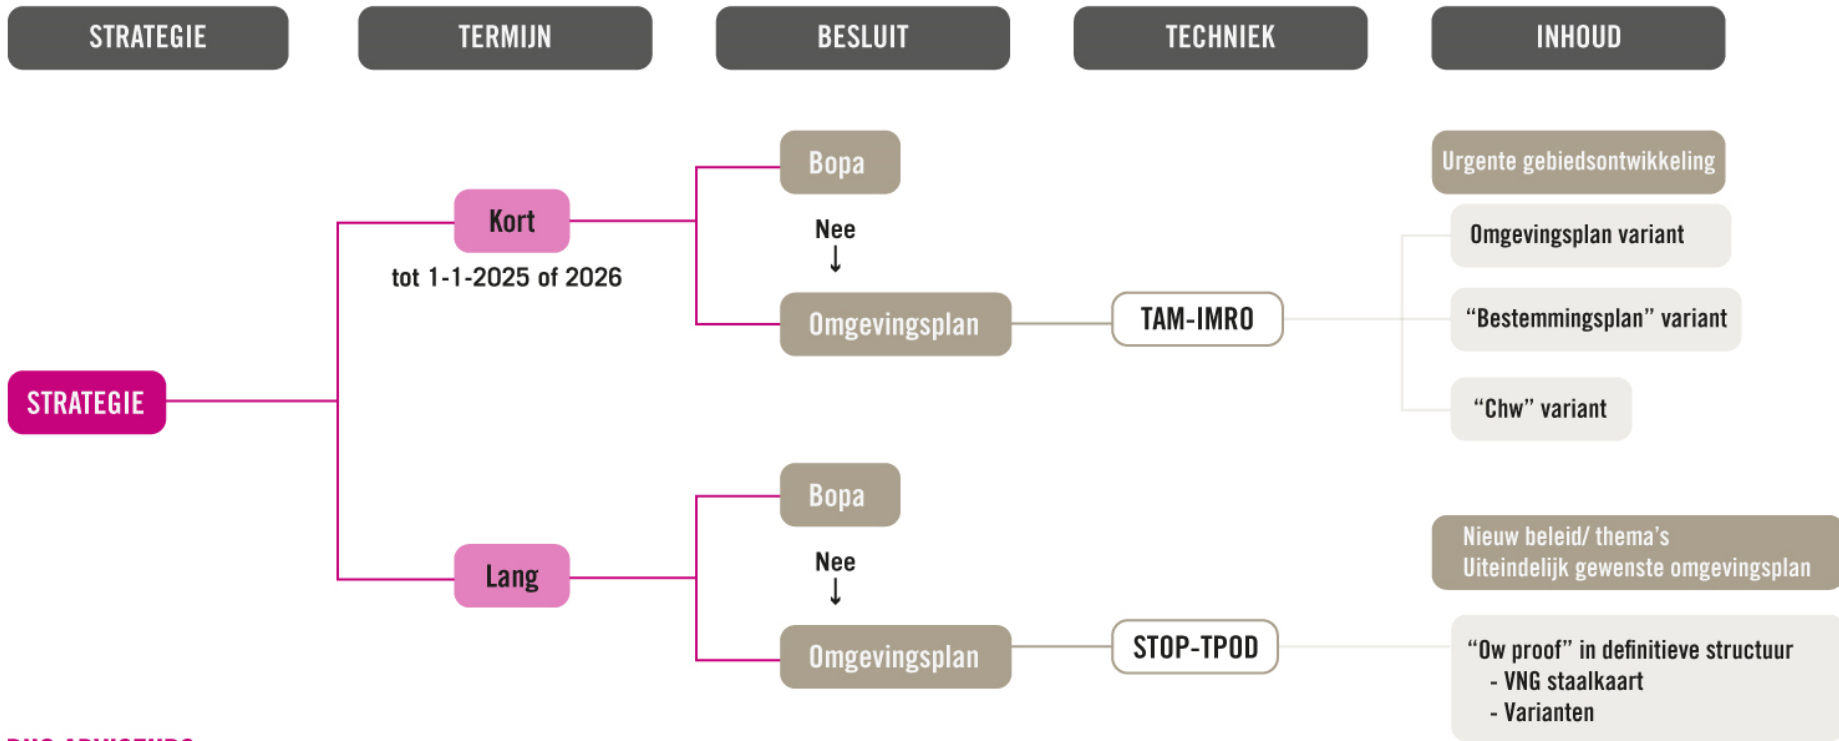 STRATEGIE
TERMIJN
BESLUIT
TECHNIEK
INHOUD
Bopa
Urgente gebiedsontwikkeling
Kort
Nee
Omgevingsplan variant
tot 1-1-2025 of 2026
Omgevingsplan
TAM-IMRO
“Bestemmingsplan” variant
STRATEGIE
“Chw” variant
Bopa
Nieuw beleid/ thema's
Uiteindelijk gewenste omgevingsplan
Lang
Nee
Omgevingsplan
STOP-TPOD
“Ow proof” in definitieve structuur
- VNG staalkaart
- Varianten